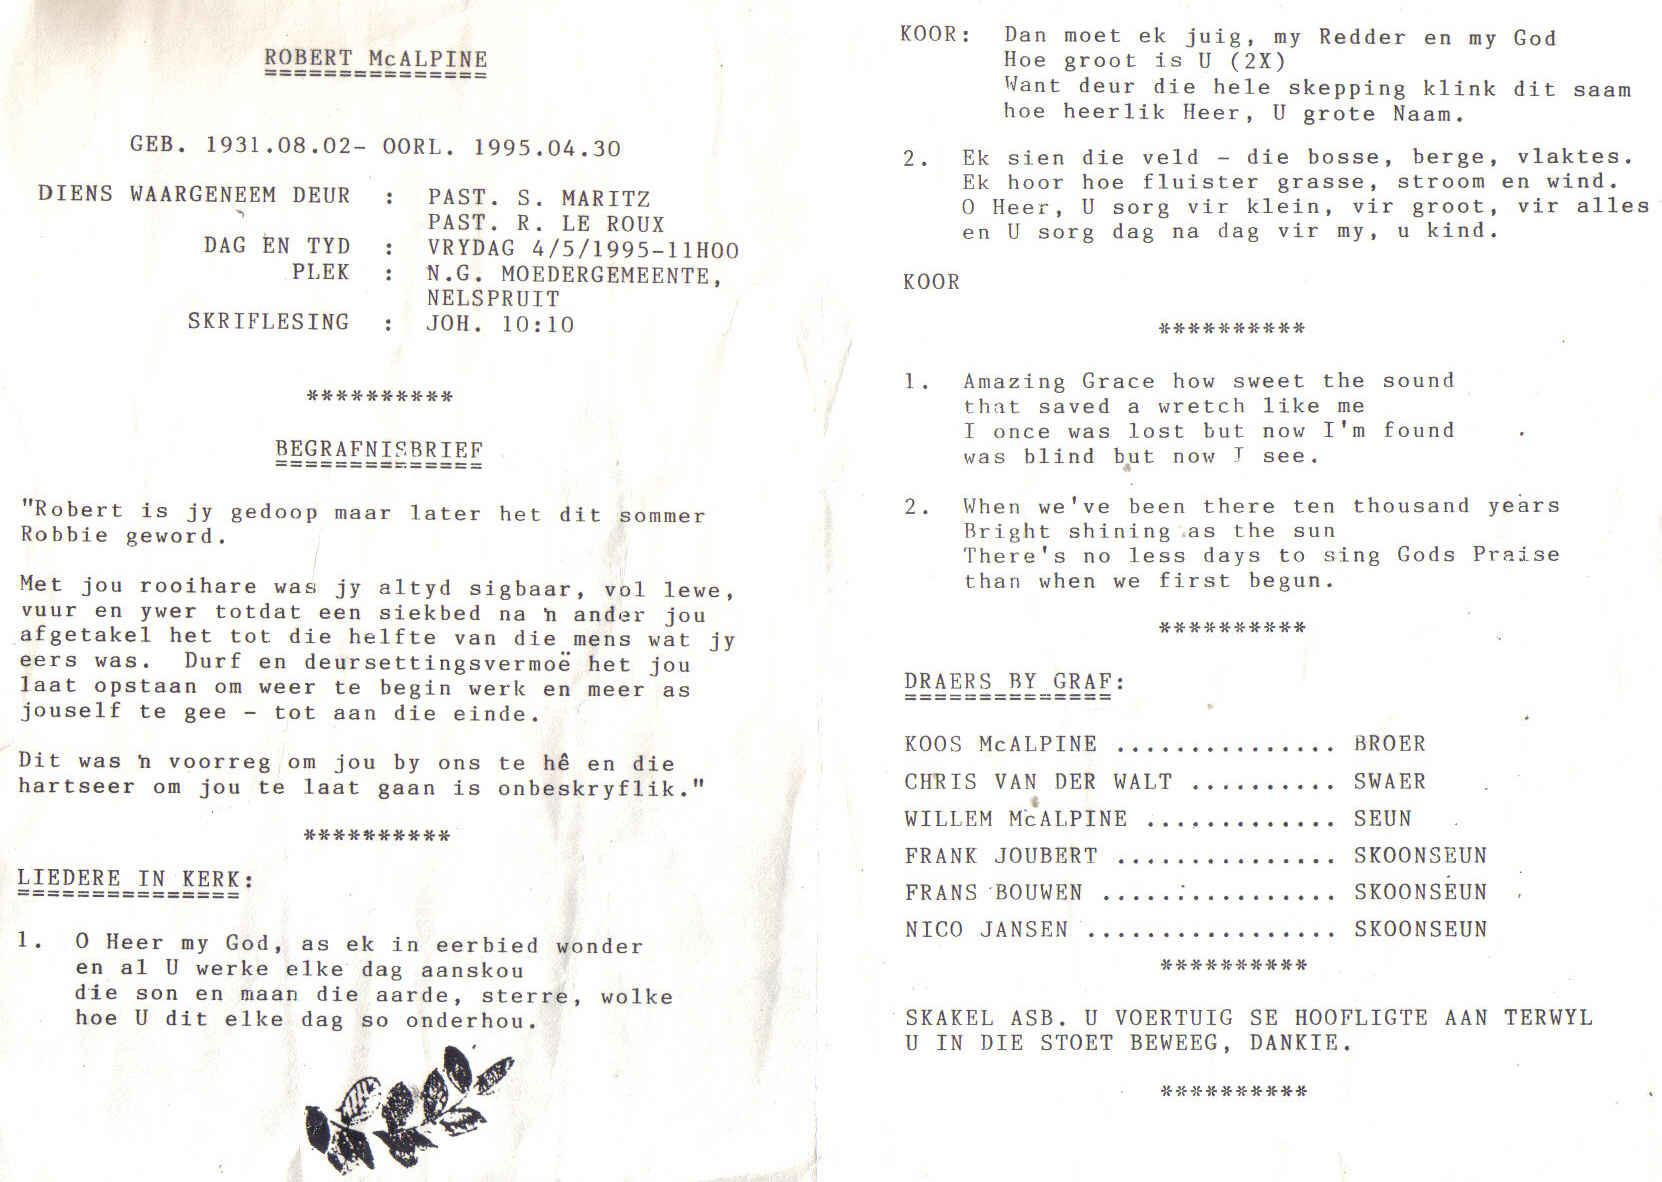 ROBERT McALPINE
===============
GEB. 1931.08.02- OORL. 1995.04.30
DIENS WAARGENEEM DEUR : PAST. S. MARITZ
PAST. R. LE ROUX
DAG EN TYD : VRYDAG 4/5/1995-11H00
PLEK : N.G. MOEDERGEMEENTE,
NELSPRUIT
SKRIFLESING : JOH. 10:10
**********
BEGRAFNISBRIEF
==============
"Robert is jy gedoop maar later het dit sommer
Robbie geword.
Met jou rooihare was jy altyd sigbaar, vol lewe,
vuur en ywer totdat een siekbed na 'n ander jou
afgetakel het tot die helfte van die mens wat jy
eers was. Durf en deursettingsvermoë het jou
laat opstaan om weer te begin werk en meer as
jouself te gee - tot aan die einde.
Dit was 'n voorreg om jou by ons te hê en die
hartseer om jou te laat gaan is onbeskryflik."
**********
LIEDERE IN KERK:
===============
1. O Heer my God, as ek in eerbied wonder
en al U werke elke dag aanskou
die son en maan die aarde, sterre, wolke
hoe U dit elke dag so onderhou.
KOOR: Dan moet ek juig, my Redder en my God
Hoe groot is U (2X)
Want deur die hele skepping klink dit saam
hoe heerlik Heer, U grote Naam.
2. Ek sien die veld - die bosse, berge, vlaktes.
Ek hoor hoe fluister grasse, stroom en wind.
O Heer, U sorg vir klein, vir groot, vir alles
en U sorg dag na dag vir my, u kind.
KOOR
**********
1. Amazing Grace how sweet the sound
that saved a wretch like me
I once was lost but now I'm found
was blind but now I see.
2. When we've been there ten thousand years
Bright shining as the sun
There's no less days to sing Gods Praise
than when we first begun.
**********
DRAERS BY GRAF:
==============
KOOS McALPINE ............... BROER
CHRIS VAN DER WALT .......... SWAER
WILLEM McALPINE ............. SEUN
FRANK JOUBERT ............... SKOONSEUN
FRANS BOUWEN ................ SKOONSEUN
NICO JANSEN ................. SKOONSEUN
**********
SKAKEL ASB. U VOERTUIG SE HOOFLIGTE AAN TERWYL
U IN DIE STOET BEWEEG, DANKIE.
**********